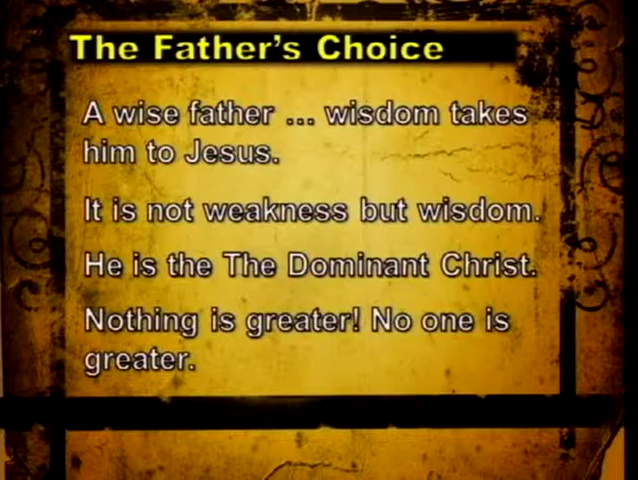 The Father's Choice
A wise father ... wisdom takes
him to Jesus.
It is not weakness but wisdom.
He is the The Dominant Christ.
Nothing is greater! No one is
greater.